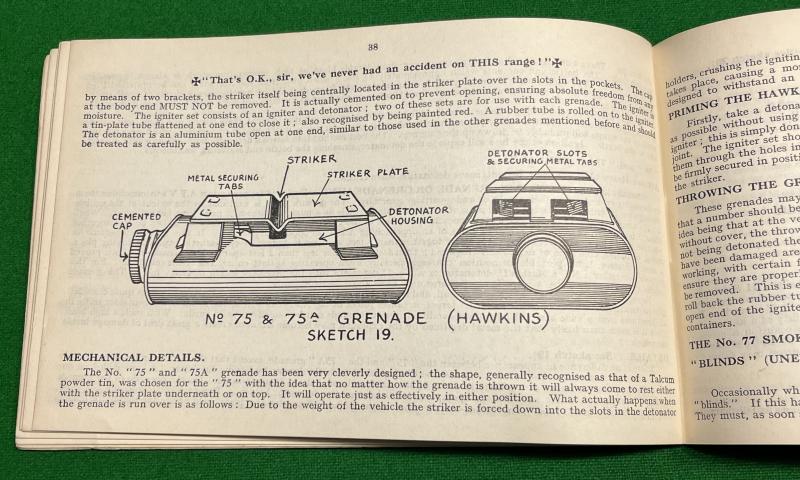 38
✠"That's O.K., sir, we've never had an accident on THIS range!"✠
by means of two brackets, the striker itself being centrally located in the striker plate over the slots in the pockets. The cap
at the body end MUST NOT be removed. It is actually cemented on to prevent opening, ensuring absolute freedom from any
moisture. The igniter set consists of an igniter and detonator; two of these sets are for use with each grenade. The igniter is
a tin-plate tube flattened at one end to close it; also recognised by being painted red. A rubber tube is rolled on to the igniter
The detonator is an aluminium tube open at one end, similar to those used in the other grenades mentioned before and should
be treated as carefully as possible.
STRIKER
METAL SECURING
TABS
STRIKER PLATE
CEMENTED
CAP
DETONATOR
HOUSING
DETONATOR SLOTS
& SECURING METAL TABS
Nº 75 & 75A GRENADE (HAWKINS)
SKETCH 19.
MECHANICAL DETAILS.
The No. "75" and "75A" grenade has been very cleverly designed; the shape, generally recognised as that of a Talcum
powder tin, was chosen for the "75" with the idea that no matter how the grenade is thrown it will always come to rest either
with the striker plate underneath or on top. It will operate just as effectively in either position. What actually happens when
the grenade is run over is as follows: Due to the weight of the vehicle the striker is forced down into the slots in the detonator
holders, crushing the
takes place, causing a
designed to withstand an
PRIMING THE
Firstly, take a
as possible without using
igniter; this is simply
joint. The igniter set
them through the holes in
be firmly secured in
the striker.
THROWING THE
These grenades may
that a number should be
idea being that at the
without cover, the
not being detonated the
have been damaged are
working, with certain
ensure they are
be removed. This is
roll back the rubber
open end of the
containers.
THE No. 77
"BLINDS"
Occasionally
"blinds." If this
They must, as soon